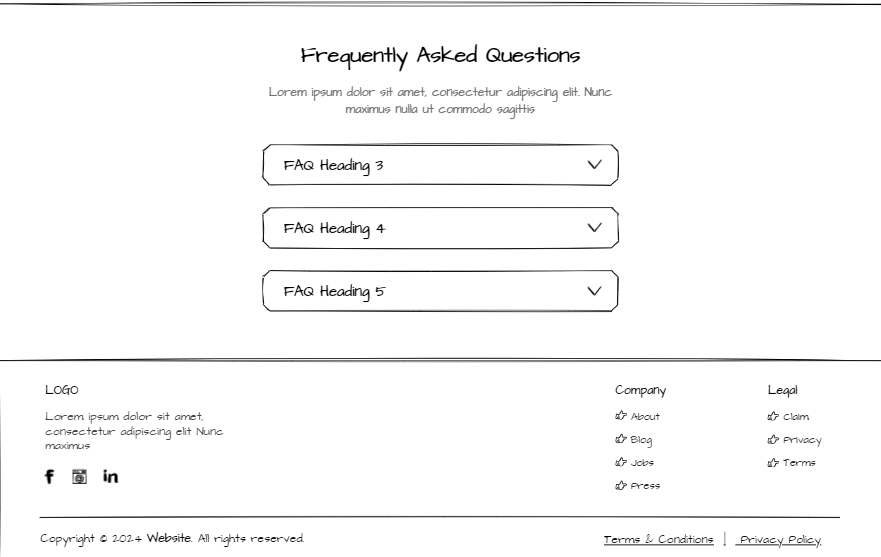 Frequently Asked Questions
Lorem ipsum dolor sit amet, consectetur adipiscing elit. Nunc
maximus nulla ut commodo sagittis
FAQ Heading 3
FAQ Heading 4
FAQ Heading 5
LOGO
Lorem ipsum dolor sit amet,
consectetur adipiscing elit Nunc
maximus
f in
Company
About
Blog
Jobs
Press
Legal
Claim
Privacy
Terms
Copyright © 2024 Website. All rights reserved.
Terms & Conditions | Privacy Policy